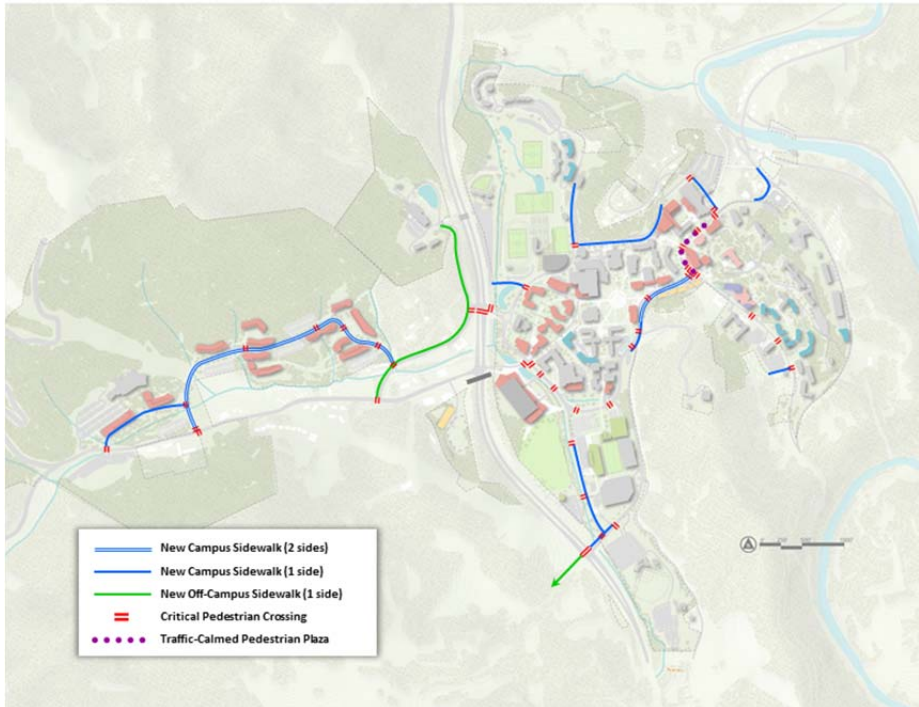 New Campus Sidewalk (2 sides)
New Campus Sidewalk (1 side)
New Off-Campus Sidewalk (1 side)
Critical Pedestrian Crossing
Traffic-Calmed Pedestrian Plaza